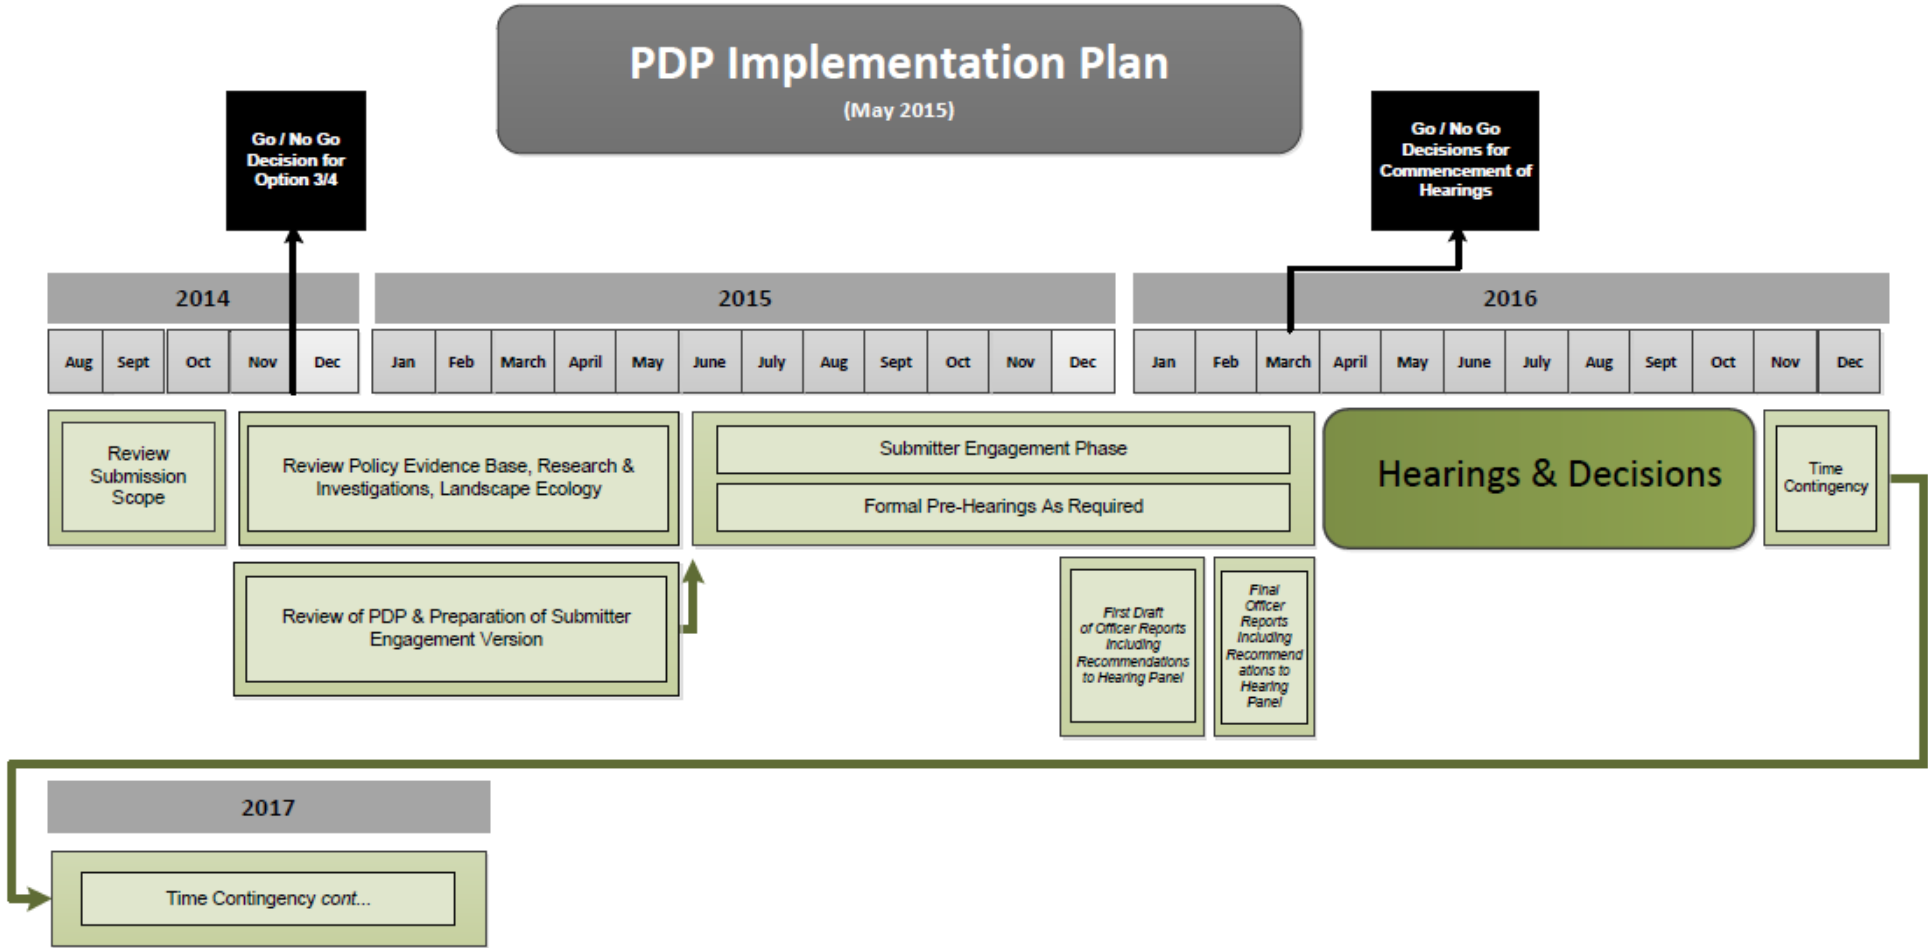 PDP Implementation Plan
(May 2015)
Go / No Go
Decision for
Option 3/4
Go / No Go
Decisions for
Commencement of
Hearings
2014
2015
2016
Aug Sept Oct Nov Dec Jan Feb March April May June July Aug Sept Oct Nov Dec Jan Feb March April May June July Aug Sept Oct Nov Dec
Review
Submission
Scope
Review Policy Evidence Base, Research &
Investigations, Landscape Ecology
Submitter Engagement Phase
Formal Pre-Hearings As Required
Hearings & Decisions
Time
Contingency
Review of PDP & Preparation of Submitter
Engagement Version
First Draft
of Officer Reports
Including
Recommendations
to Hearing Panel
Final
Officer
Reports
Including
Recommend
ations to
Hearing
Panel
2017
Time Contingency cont...